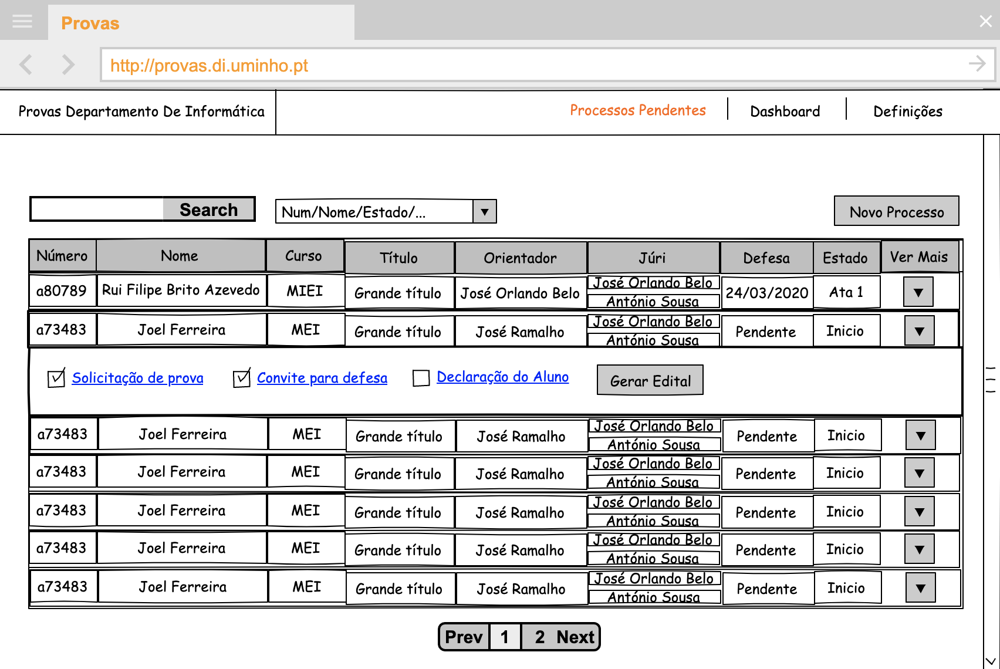 Provas
http://provas.di.uminho.pt
Provas Departamento De Informática Processos Pendentes Dashboard Definições
Search Num/Nome/Estado/... Novo Processo
Número Nome Curso Título Orientador Júri Defesa Estado Ver Mais
a80789 Rui Filipe Brito Azevedo MIEI Grande título José Orlando Belo José Orlando Belo António Sousa 24/03/2020 Ata 1
a73483 Joel Ferreira MEI Grande título José Ramalho José Orlando Belo António Sousa Pendente Inicio
Solicitação de prova Convite para defesa Declaração do Aluno Gerar Edital
a73483 Joel Ferreira MEI Grande título José Ramalho José Orlando Belo António Sousa Pendente Inicio
a73483 Joel Ferreira MEI Grande título José Ramalho José Orlando Belo António Sousa Pendente Inicio
a73483 Joel Ferreira MEI Grande título José Ramalho José Orlando Belo António Sousa Pendente Inicio
a73483 Joel Ferreira MEI Grande título José Ramalho José Orlando Belo António Sousa Pendente Inicio
a73483 Joel Ferreira MEI Grande título José Ramalho José Orlando Belo António Sousa Pendente Inicio
Prev 1 2 Next